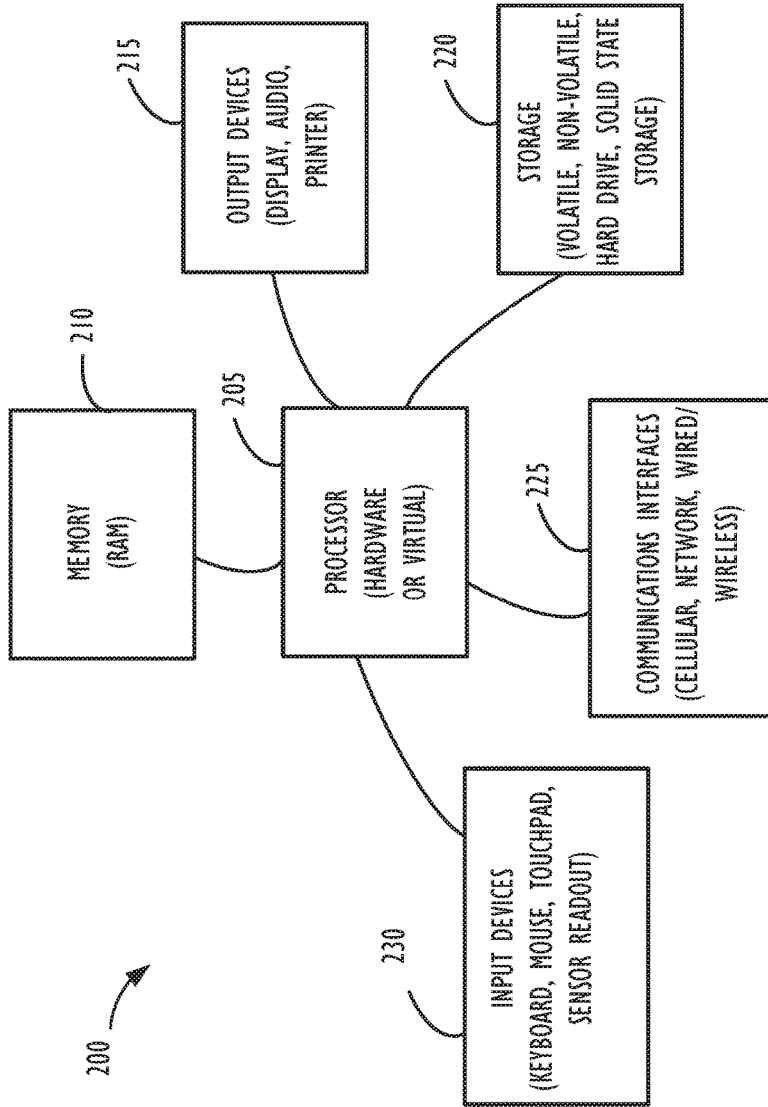 200
MEMORY
(RAM)
210
OUTPUT DEVICES
(DISPLAY, AUDIO,
PRINTER)
215
PROCESSOR
(HARDWARE
OR VIRTUAL)
205
INPUT DEVICES
(KEYBOARD, MOUSE, TOUCHPAD,
SENSOR READOUT)
230
COMMUNICATIONS INTERFACES
(CELLULAR, NETWORK, WIRED/
WIRELESS)
225
STORAGE
(VOLATILE, NON-VOLATILE,
HARD DRIVE, SOLID STATE
STORAGE)
220